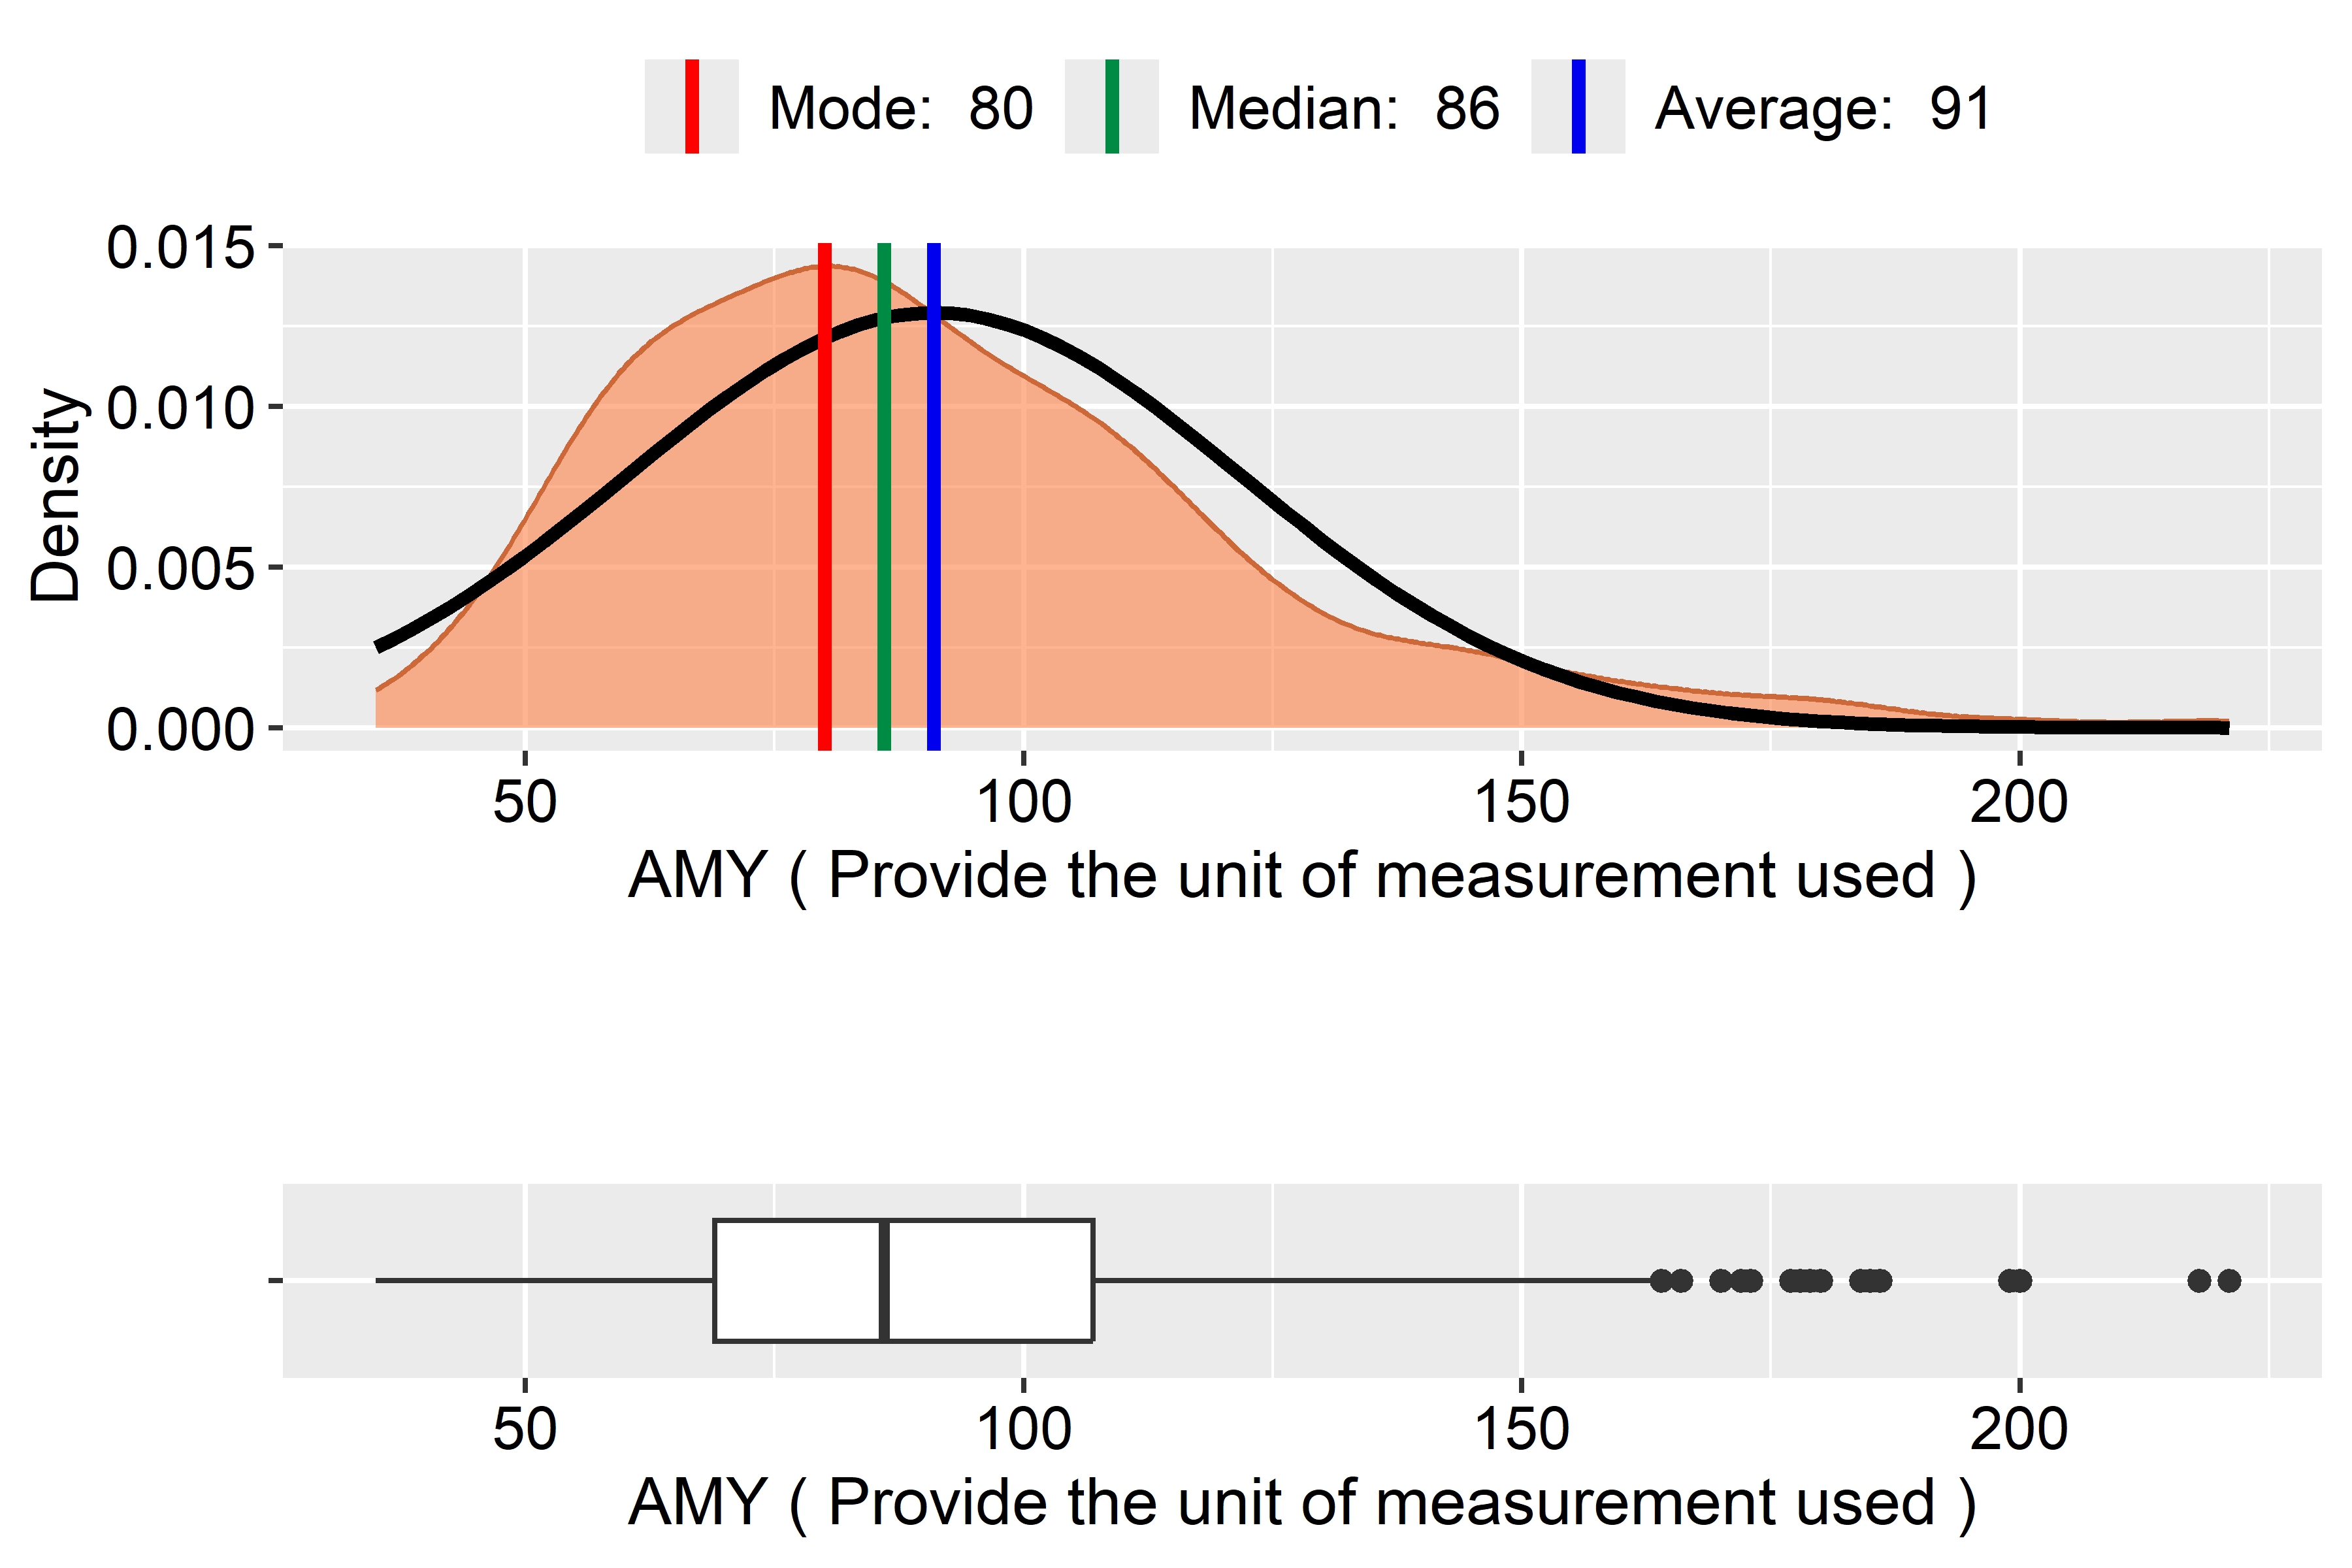 Mode:  80 Median:  86 Average:  91
0.015
0.010
0.005
0.000
Density
50 100 150 200
AMY ( Provide the unit of measurement used )
50 100 150 200
AMY ( Provide the unit of measurement used )